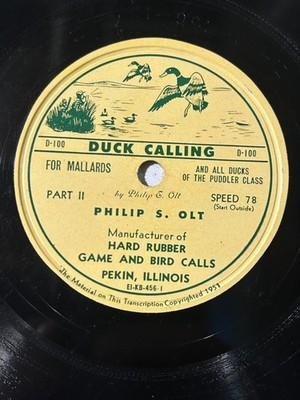 D-100 DUCK CALLING D-100
FOR MALLARDS
AND ALL DUCKS
OF THE PUDDLER CLASS
PART II
by Philip E. Olt
SPEED 78
(Start Outside)
PHILIP S. OLT
Manufacturer of
HARD RUBBER
GAME AND BIRD CALLS
PEKIN, ILLINOIS
EI-KB-456-1
The Material on This Transcription Copyrighted 1951